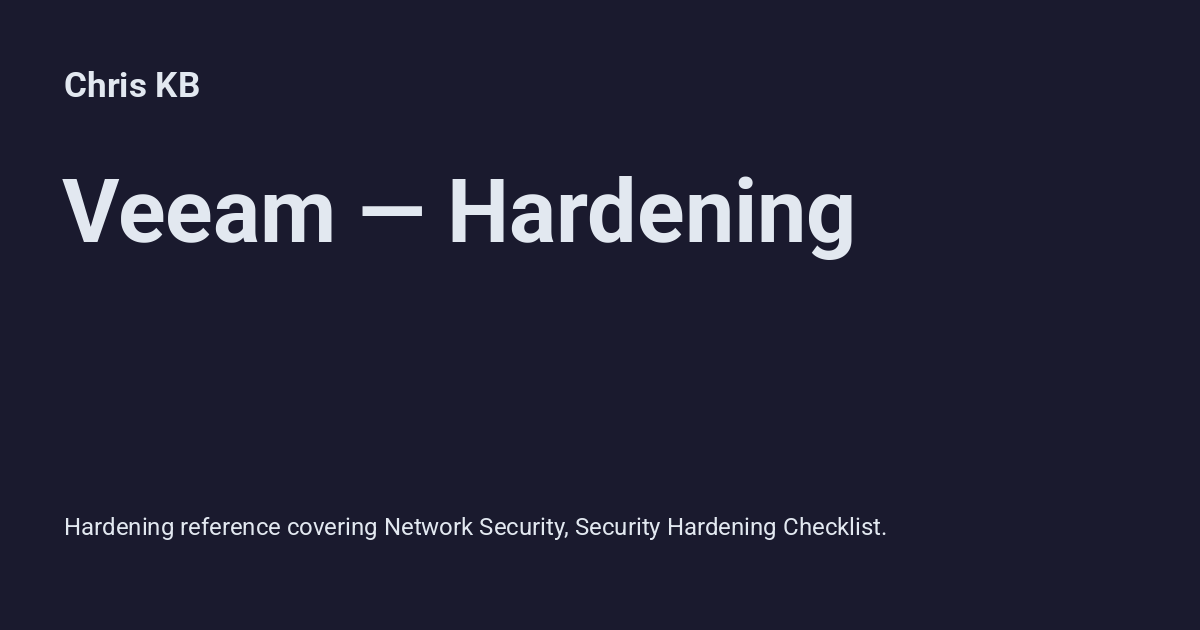 Chris KB
Veeam — Hardening
Hardening reference covering Network Security, Security Hardening Checklist.